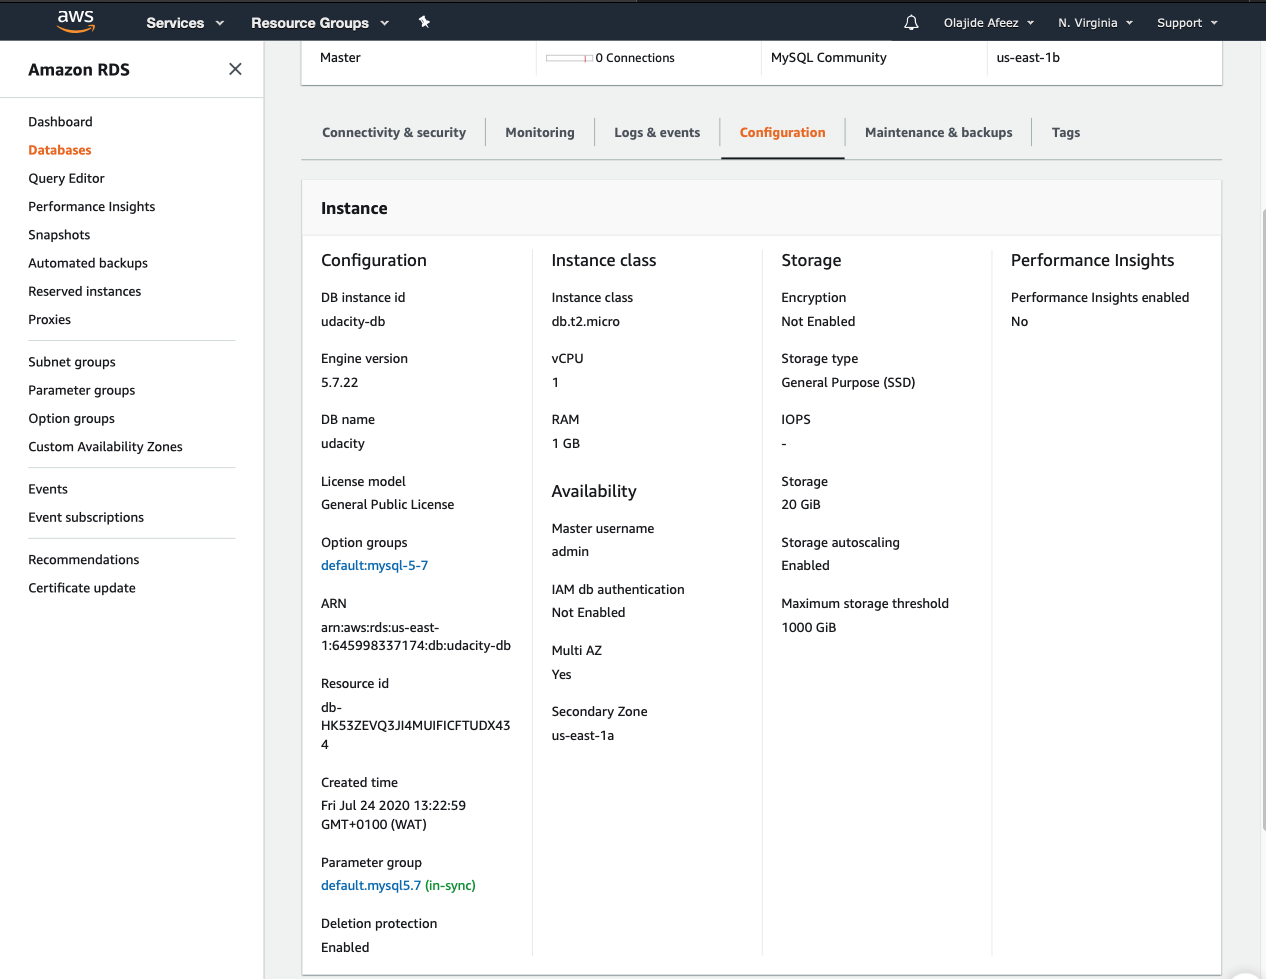 aws Services Resource Groups Olajide Afeez N. Virginia Support
Amazon RDS
Dashboard
Databases
Query Editor
Performance Insights
Snapshots
Automated backups
Reserved instances
Proxies
Subnet groups
Parameter groups
Option groups
Custom Availability Zones
Events
Event subscriptions
Recommendations
Certificate update
Master 0 Connections MySQL Community us-east-1b
Connectivity & security Monitoring Logs & events Configuration Maintenance & backups Tags
Instance
Configuration
DB instance id
udacity-db
Engine version
5.7.22
DB name
udacity
License model
General Public License
Option groups
default:mysql-5-7
ARN
arn:aws:rds:us-east-
1:645998337174:db:udacity-db
Resource id
db-
HK53ZEVQ3JI4MUIFICFTUDX43
4
Created time
Fri Jul 24 2020 13:22:59
GMT+0100 (WAT)
Parameter group
default.mysql5.7 (in-sync)
Deletion protection
Enabled
Instance class
Instance class
db.t2.micro
vCPU
1
RAM
1 GB
Availability
Master username
admin
IAM db authentication
Not Enabled
Multi AZ
Yes
Secondary Zone
us-east-1a
Storage
Encryption
Not Enabled
Storage type
General Purpose (SSD)
IOPS
-
Storage
20 GiB
Storage autoscaling
Enabled
Maximum storage threshold
1000 GiB
Performance Insights
Performance Insights enabled
No